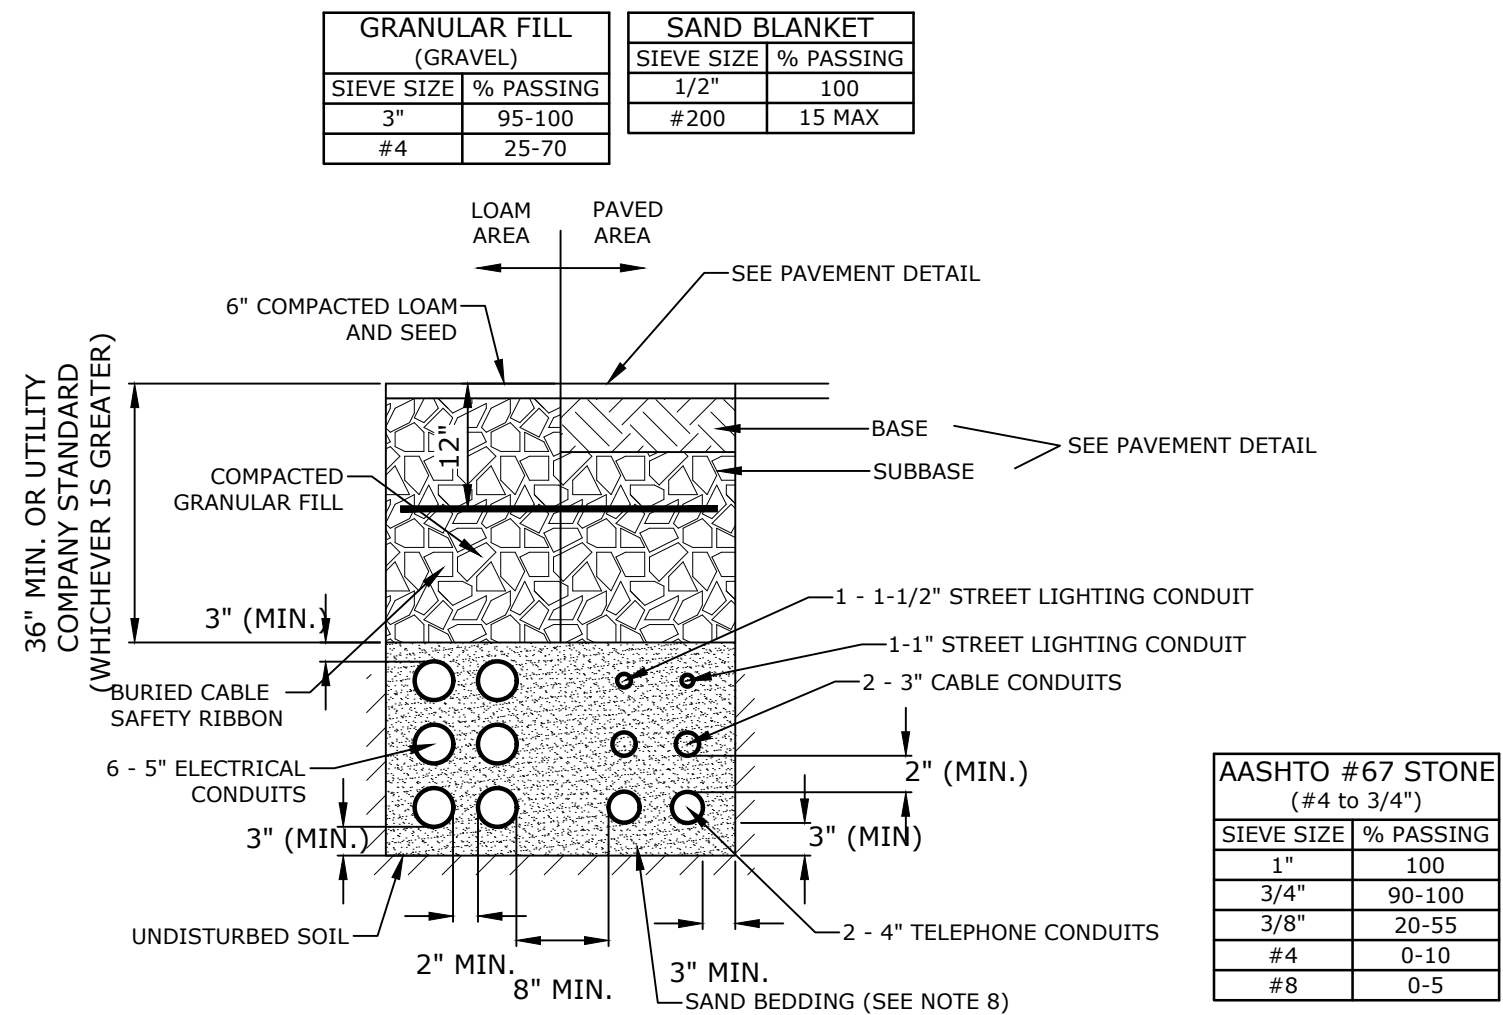 GRANULAR FILL
(GRAVEL)
SIEVE SIZE % PASSING
3" 95-100
#4 25-70
SAND BLANKET
SIEVE SIZE % PASSING
1/2" 100
#200 15 MAX
LOAM
AREA
PAVED
AREA
SEE PAVEMENT DETAIL
6" COMPACTED LOAM
AND SEED
36" MIN. OR UTILITY
COMPANY STANDARD
(WHICHEVER IS GREATER)
12"
BASE
SEE PAVEMENT DETAIL
SUBBASE
COMPACTED
GRANULAR FILL
3" (MIN.)
1 - 1-1/2" STREET LIGHTING CONDUIT
1-1" STREET LIGHTING CONDUIT
2 - 3" CABLE CONDUITS
BURIED CABLE
SAFETY RIBBON
6 - 5" ELECTRICAL
CONDUITS
2" (MIN.)
3" (MIN.)
3" (MIN)
UNDISTURBED SOIL
2 - 4" TELEPHONE CONDUITS
2" MIN.
8" MIN.
3" MIN.
SAND BEDDING (SEE NOTE 8)
AASHTO #67 STONE
(#4 to 3/4")
SIEVE SIZE % PASSING
1" 100
3/4" 90-100
3/8" 20-55
#4 0-10
#8 0-5